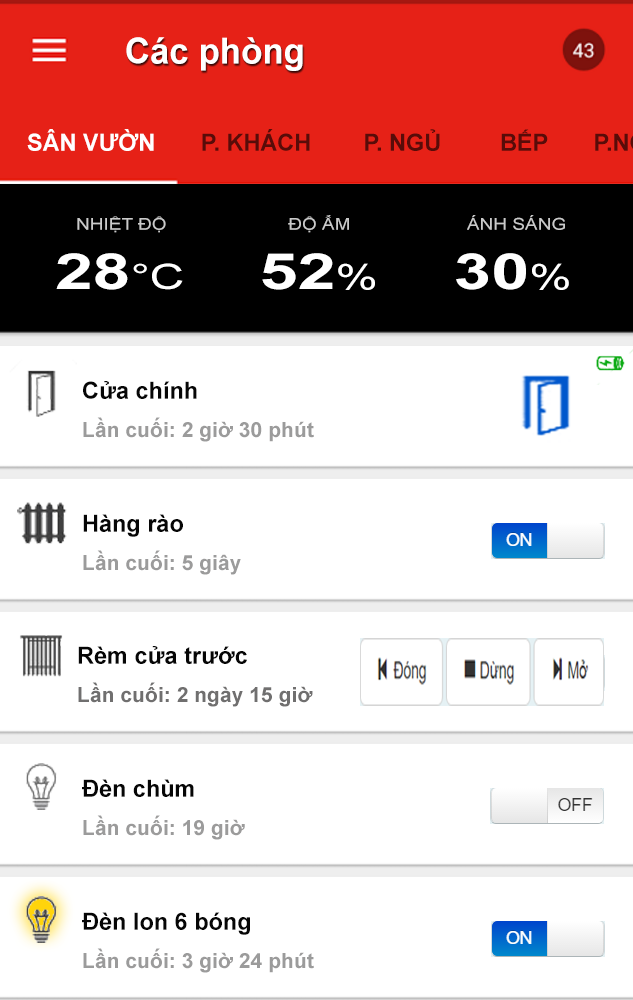 Các phòng
43
SÂN VƯỜN P. KHÁCH P. NGỦ BẾP
NHIỆT ĐỘ ĐỘ ẨM ÁNH SÁNG
28°C 52% 30%
Cửa chính
Lần cuối: 2 giờ 30 phút
Hàng rào
ON
Lần cuối: 5 giây
Rèm cửa trước
Đóng Dừng Mở
Lần cuối: 2 ngày 15 giờ
Đèn chùm
OFF
Lần cuối: 19 giờ
Đèn lon 6 bóng
ON
Lần cuối: 3 giờ 24 phút